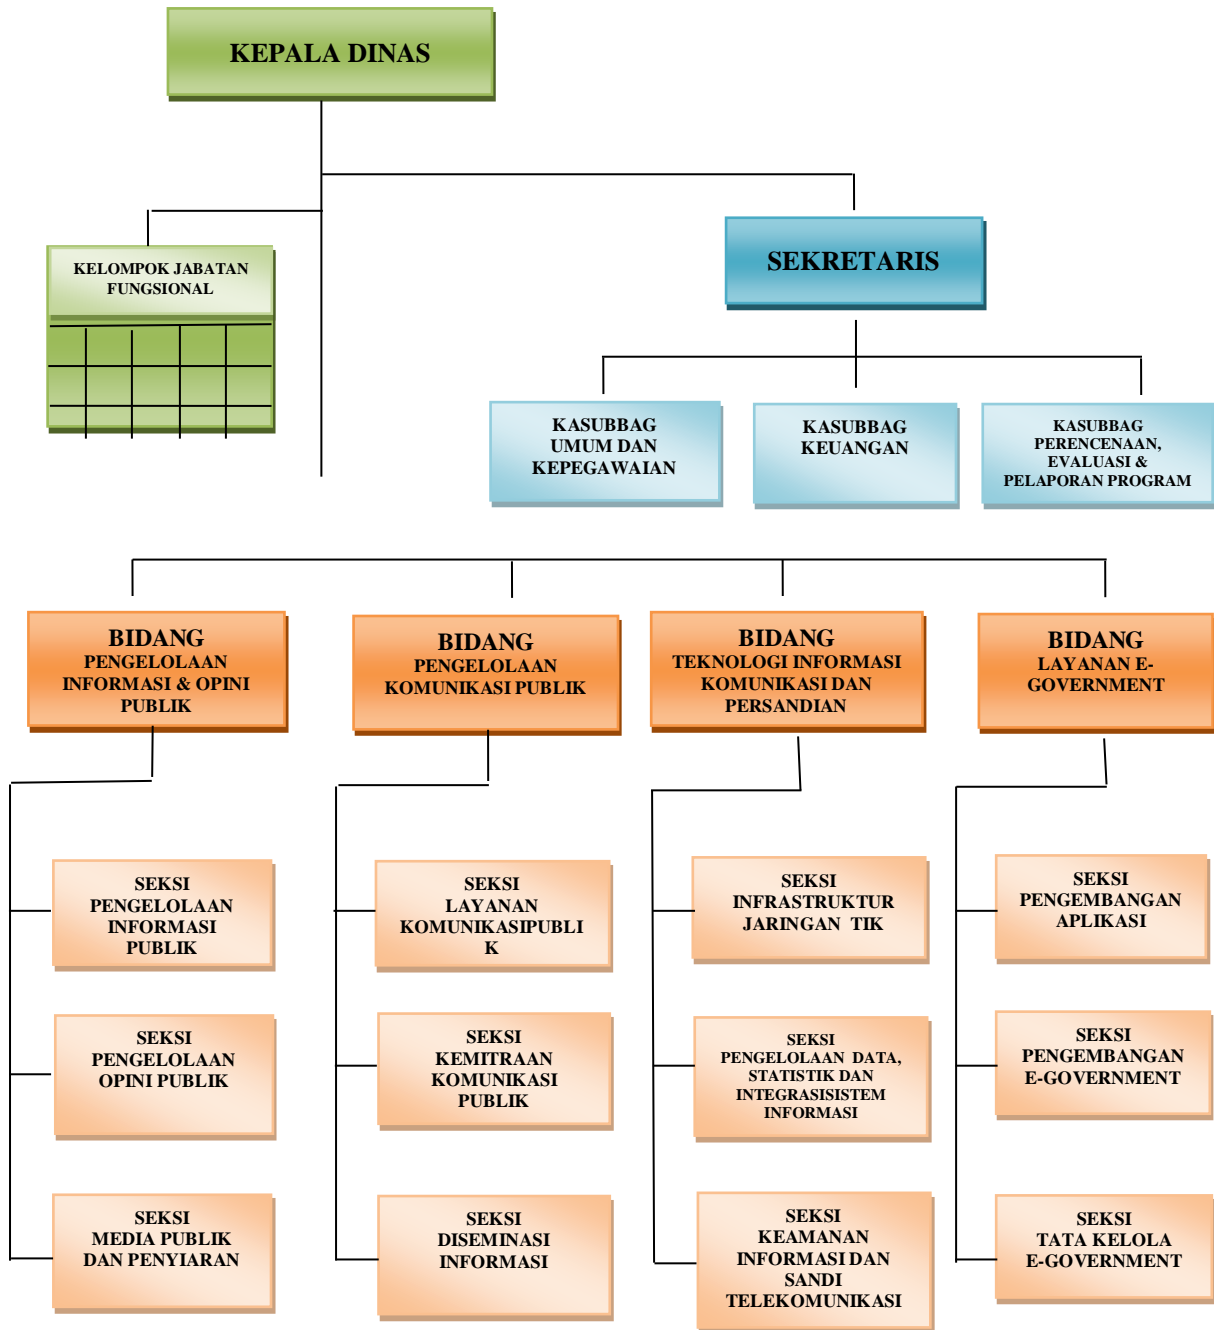 KEPALA DINAS
KELOMPOK JABATAN
FUNGSIONAL
SEKRETARIS
KASUBBAG
UMUM DAN
KEPEGAWAIAN
KASUBBAG
KEUANGAN
KASUBBAG
PERENCENAAN,
EVALUASI &
PELAPORAN PROGRAM
BIDANG
PENGELOLAAN
INFORMASI & OPINI
PUBLIK
BIDANG
PENGELOLAAN
KOMUNIKASI PUBLIK
BIDANG
TEKNOLOGI INFORMASI
KOMUNIKASI DAN
PERSANDIAN
BIDANG
LAYANAN E-
GOVERNMENT
SEKSI
PENGELOLAAN
INFORMASI
PUBLIK
SEKSI
LAYANAN
KOMUNIKASIPUBLI
K
SEKSI
INFRASTRUKTUR
JARINGAN  TIK
SEKSI
PENGEMBANGAN
APLIKASI
SEKSI
PENGELOLAAN
OPINI PUBLIK
SEKSI
KEMITRAAN
KOMUNIKASI
PUBLIK
SEKSI
PENGELOLAAN  DATA,
STATISTIK DAN
INTEGRASISISTEM
INFORMASI
SEKSI
PENGEMBANGAN
E-GOVERNMENT
SEKSI
MEDIA PUBLIK
DAN PENYIARAN
SEKSI
DISEMINASI
INFORMASI
SEKSI
KEAMANAN
INFORMASI DAN
SANDI
TELEKOMUNIKASI
SEKSI
TATA KELOLA
E-GOVERNMENT